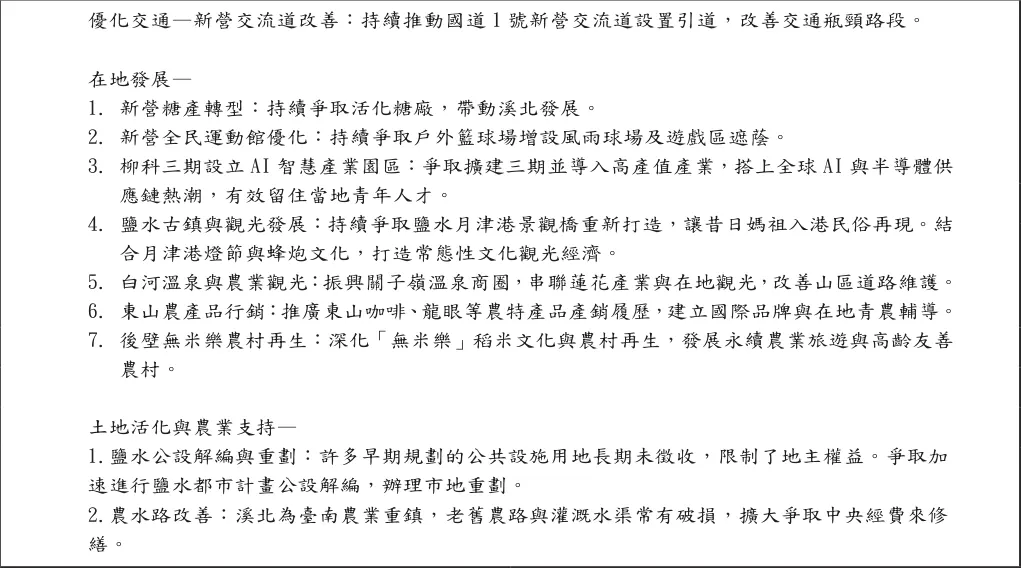 優化交通—新營交流道改善：持續推動國道 1 號新營交流道設置引道，改善交通瓶頸路段。
在地發展—
1. 新營糖產轉型：持續爭取活化糖廠，帶動溪北發展。
2. 新營全民運動館優化：持續爭取戶外籃球場增設風雨球場及遊戲區遮蔭。
3. 柳科三期設立 AI 智慧產業園區：爭取擴建三期並導入高產值產業，搭上全球 AI 與半導體供
應鏈熱潮，有效留住當地青年人才。
4. 鹽水古鎮與觀光發展：持續爭取鹽水月津港景觀橋重新打造，讓昔日媽祖入港民俗再現。結
合月津港燈節與蜂炮文化，打造常態性文化觀光經濟。
5. 白河溫泉與農業觀光：振興關子嶺溫泉商圈，串聯蓮花產業與在地觀光，改善山區道路維護。
6. 東山農產品行銷：推廣東山咖啡、龍眼等農特產品產銷履歷，建立國際品牌與在地青農輔導。
7. 後壁無米樂農村再生：深化「無米樂」稻米文化與農村再生，發展永續農業旅遊與高齡友善
農村。
土地活化與農業支持—
1. 鹽水公設解編與重劃：許多早期規劃的公共設施用地長期未徵收，限制了地主權益。爭取加
速進行鹽水都市計畫公設解編，辦理市地重劃。
2. 農水路改善：溪北為臺南農業重鎮，老舊農路與灌溉水渠常有破損，擴大爭取中央經費來修
繕。